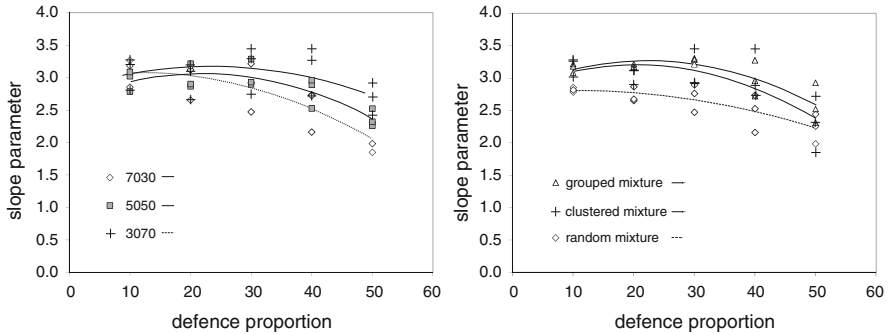 4.0
3.5
3.0
2.5
2.0
1.5
1.0
0.5
0.0
slope parameter
7030
5050
3070
0 10 20 30 40 50 60
defence proportion
4.0
3.5
3.0
2.5
2.0
1.5
1.0
0.5
0.0
slope parameter
grouped mixture
clustered mixture
random mixture
0 10 20 30 40 50 60
defence proportion